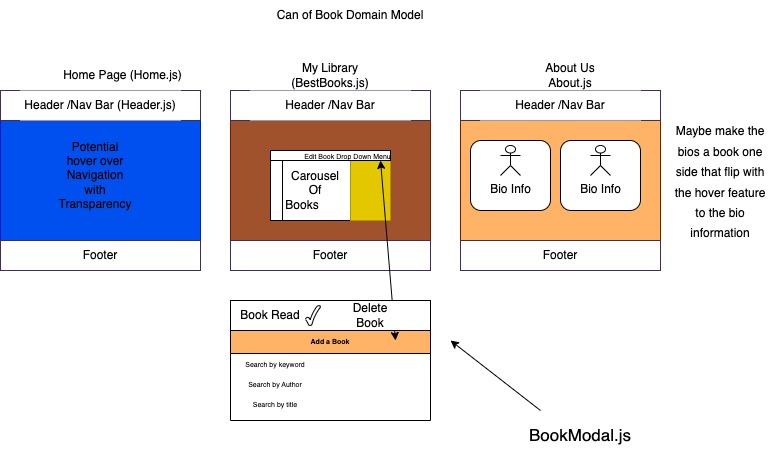 Can of Book Domain Model
Home Page (Home.js)
My Library
(BestBooks.js)
About Us
About.js
Header /Nav Bar (Header.js)
Header /Nav Bar
Header /Nav Bar
Potential
hover over
Navigation
with
Transparency
Edit Book Drop Down Menu
Carousel
Of
Books
Bio Info
Bio Info
Maybe make the
bios a book one
side that flip with
the hover feature
to the bio
information
Footer
Footer
Footer
Book Read
Delete
Book
Add a Book
Search by keyword
Search by Author
Search by title
BookModal.js